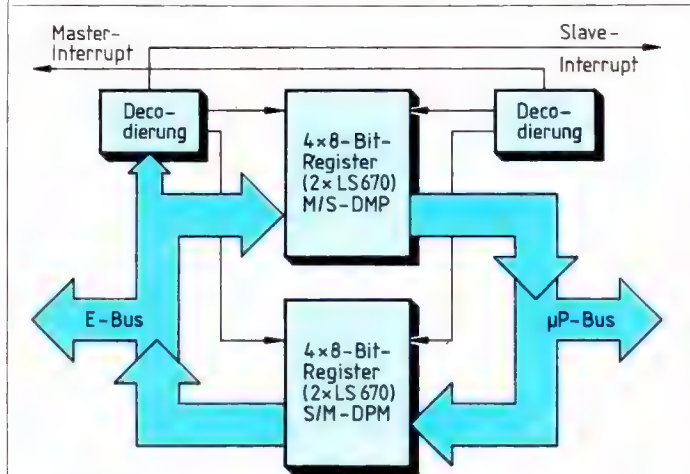 Master-
Interrupt
Slave-
Interrupt
Deco-
dierung
4×8-Bit-
Register
(2×LS670)
M/S-DMP
Deco-
dierung
E-Bus
µP-Bus
4×8-Bit-
Register
(2×LS670)
S/M-DPM